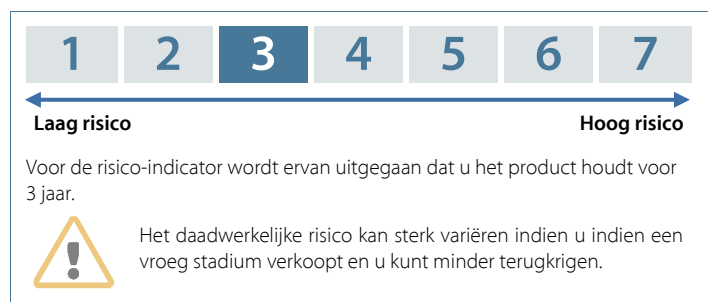 1 2 3 4 5 6 7
Laag risico Hoog risico
Voor de risico-indicator wordt ervan uitgegaan dat u het product houdt voor
3 jaar.
Het daadwerkelijke risico kan sterk variëren indien u indien een
vroeg stadium verkoopt en u kunt minder terugkrigen.